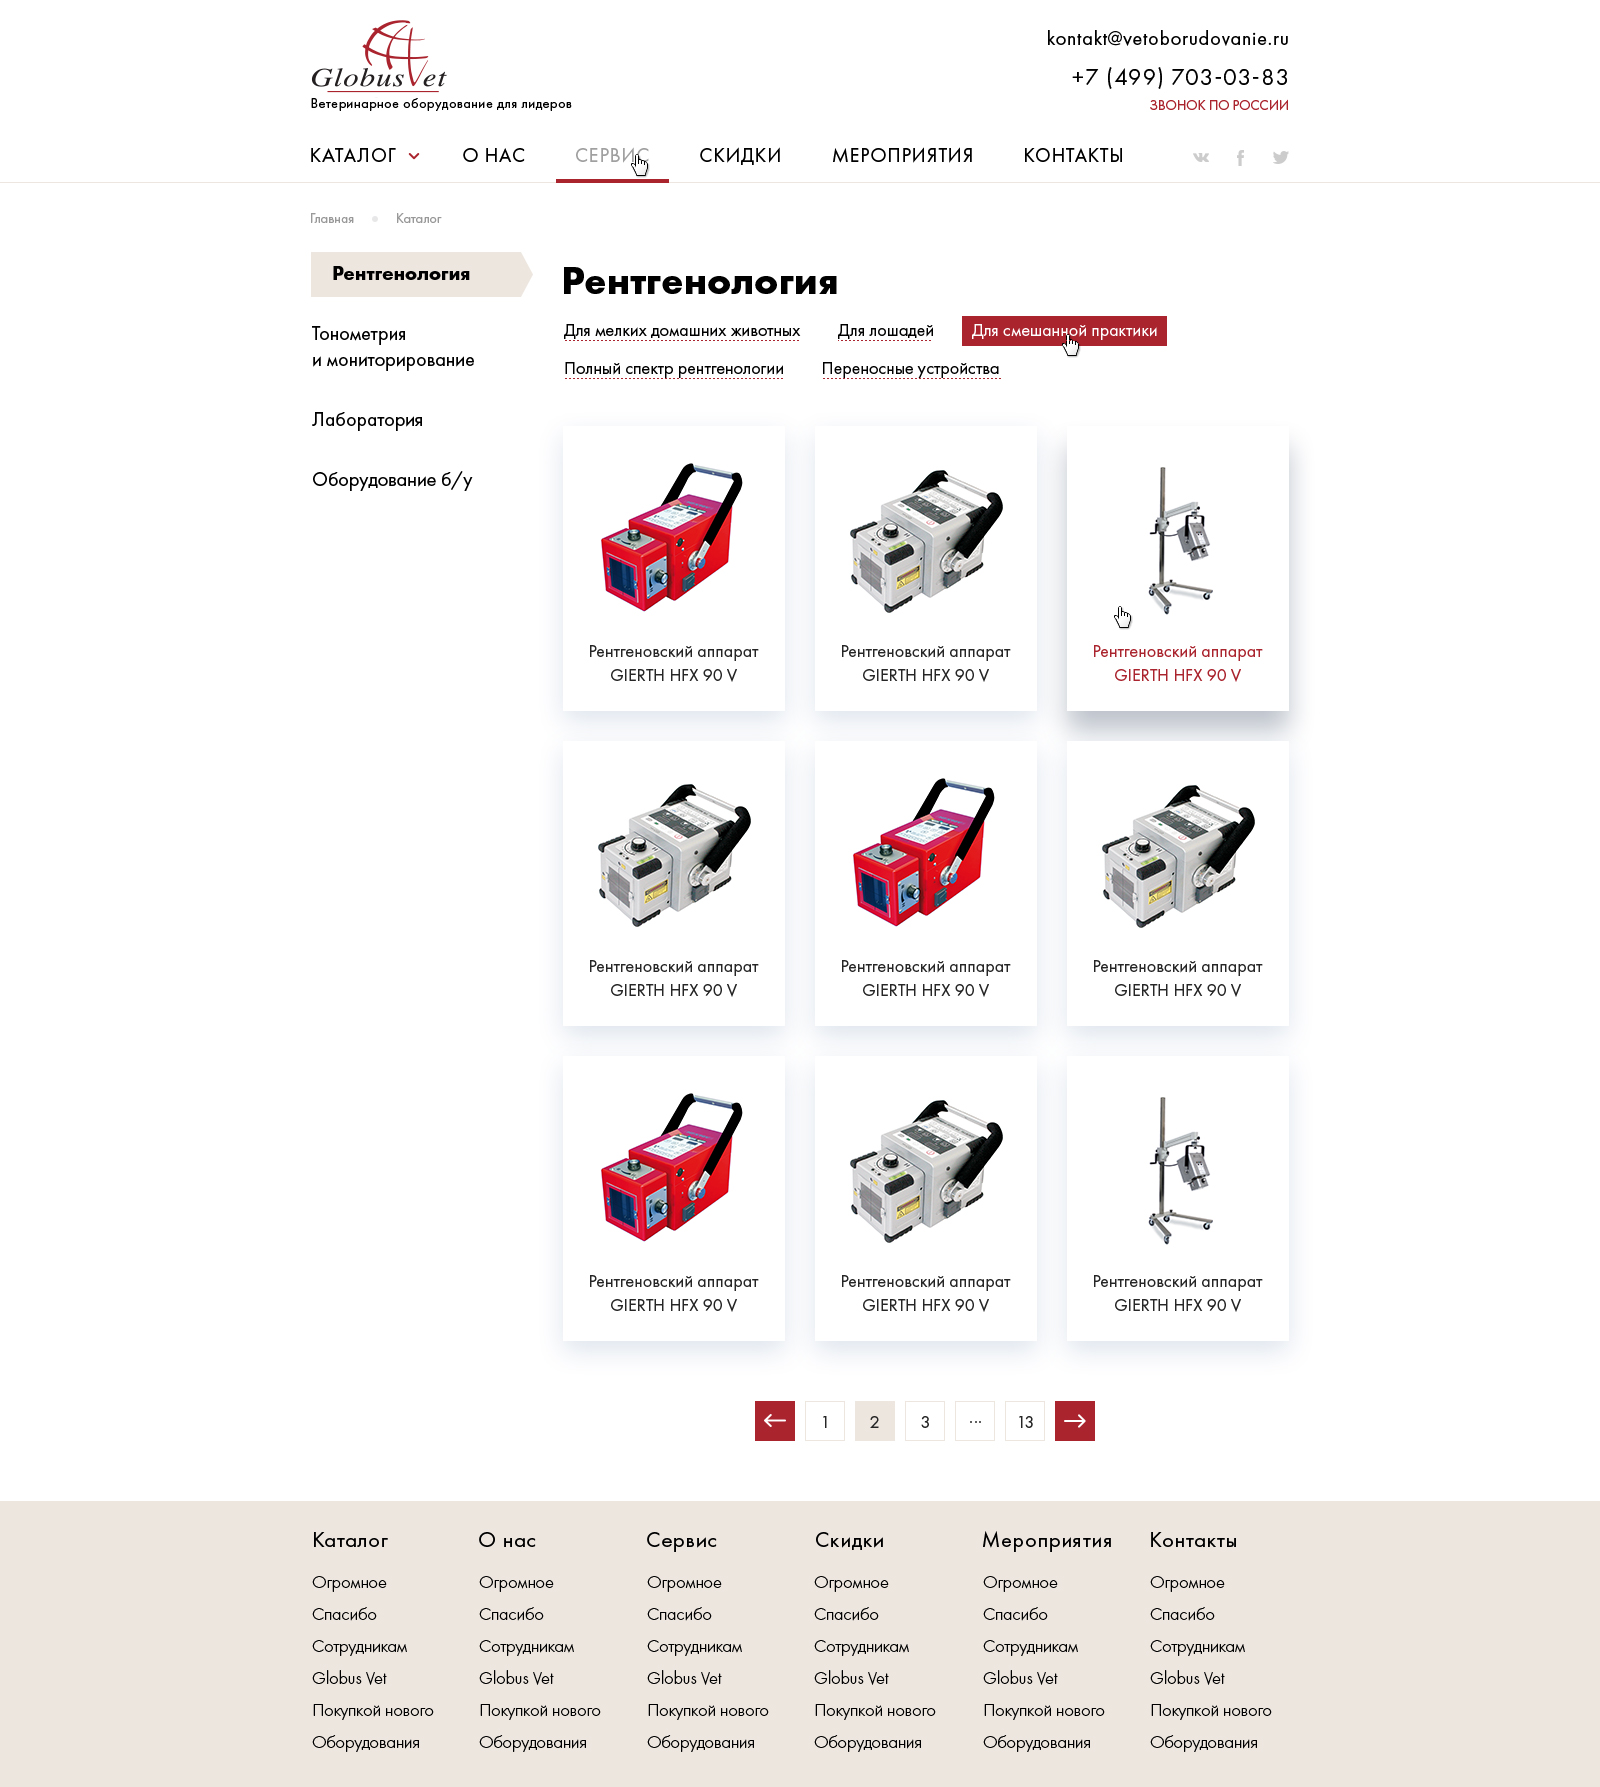 GlobusVet
Ветеринарное оборудование для лидеров
kontakt@vetoborudovanie.ru
+7 (499) 703-03-83
ЗВОНОК ПО РОССИИ
КАТАЛОГ О НАС СЕРВИС СКИДКИ МЕРОПРИЯТИЯ КОНТАКТЫ
Главная Каталог
Рентгенология
Тонометрия
и мониторирование
Лаборатория
Оборудование б/у
Рентгенология
Для мелких домашних животных Для лошадей Для смешанной практики
Полный спектр рентгенологии Переносные устройства
Рентгеновский аппарат
GIERTH HFX 90 V
Рентгеновский аппарат
GIERTH HFX 90 V
Рентгеновский аппарат
GIERTH HFX 90 V
Рентгеновский аппарат
GIERTH HFX 90 V
Рентгеновский аппарат
GIERTH HFX 90 V
Рентгеновский аппарат
GIERTH HFX 90 V
Рентгеновский аппарат
GIERTH HFX 90 V
Рентгеновский аппарат
GIERTH HFX 90 V
Рентгеновский аппарат
GIERTH HFX 90 V
← 1 2 3 ... 13 →
Каталог
Огромное
Спасибо
Сотрудникам
Globus Vet
Покупкой нового
Оборудования
О нас
Огромное
Спасибо
Сотрудникам
Globus Vet
Покупкой нового
Оборудования
Сервис
Огромное
Спасибо
Сотрудникам
Globus Vet
Покупкой нового
Оборудования
Скидки
Огромное
Спасибо
Сотрудникам
Globus Vet
Покупкой нового
Оборудования
Мероприятия
Огромное
Спасибо
Сотрудникам
Globus Vet
Покупкой нового
Оборудования
Контакты
Огромное
Спасибо
Сотрудникам
Globus Vet
Покупкой нового
Оборудования